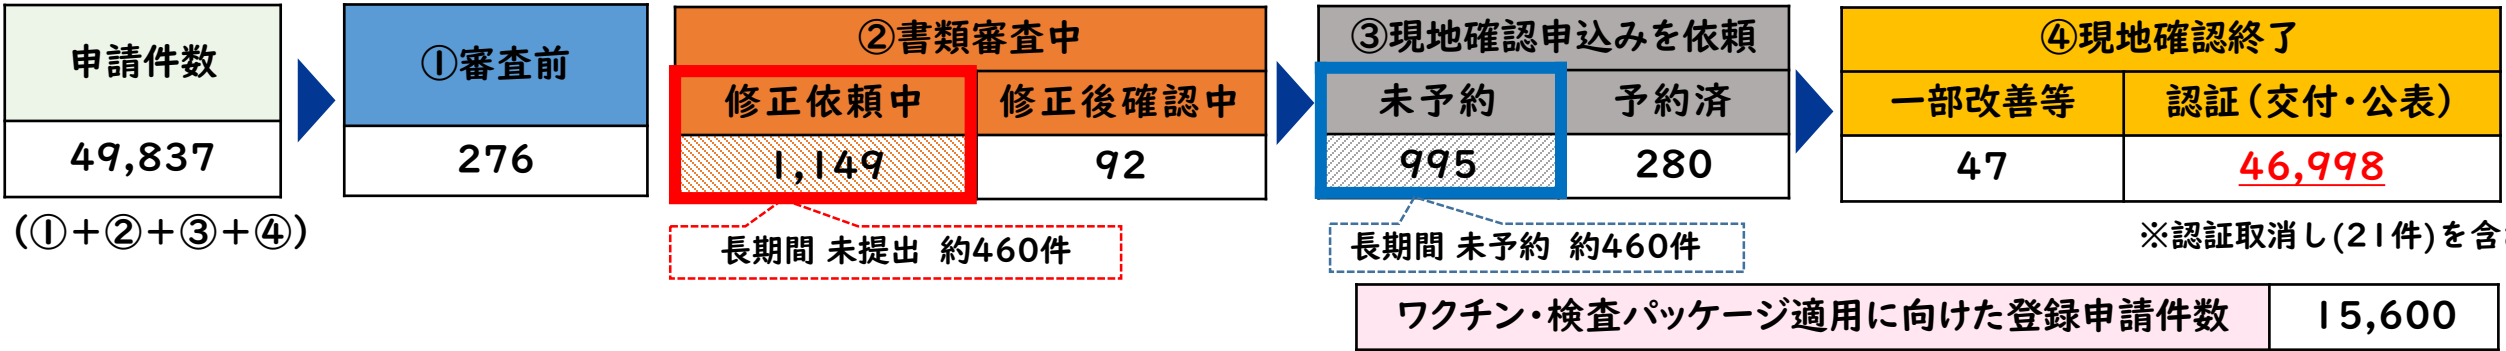 申請件数
49,837
(①+②+③+④)
①審査前
276
②書類審査中
修正依頼中 修正後確認中
1,149 92
長期間 未提出 約460件
③現地確認申込みを依頼
未予約 予約済
995 280
長期間 未予約 約460件
④現地確認終了
一部改善等 認証(交付・公表)
47 46,998
※認証取消し(21件)を含
ワクチン・検査パッケージ適用に向けた登録申請件数 15,600